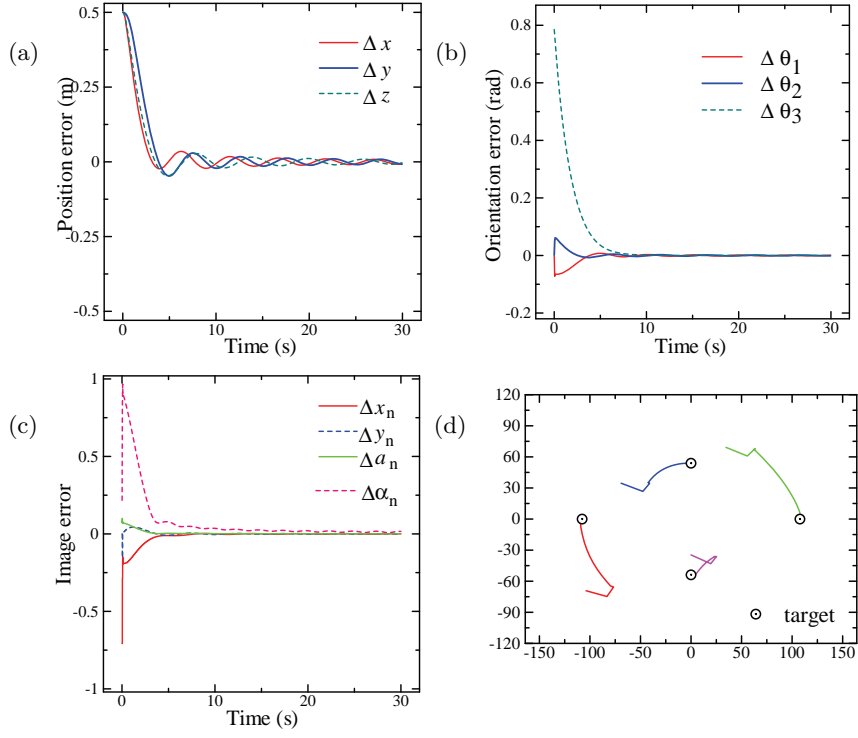 (a)
0.5
0.25
0
-0.25
-0.5
Position error (m)
Δ x
Δ y
Δ z
0 10 20 30
Time (s)
(b)
0.8
0.6
0.4
0.2
0
-0.2
Orientation error (rad)
Δ θ1
Δ θ2
Δ θ3
0 10 20 30
Time (s)
(c)
1
0.5
0
-0.5
-1
Image error
Δxn
Δyn
Δan
Δαn
0 10 20 30
Time (s)
(d)
120
90
60
30
0
-30
-60
-90
-120
target
-150 -100 -50 0 50 100 150